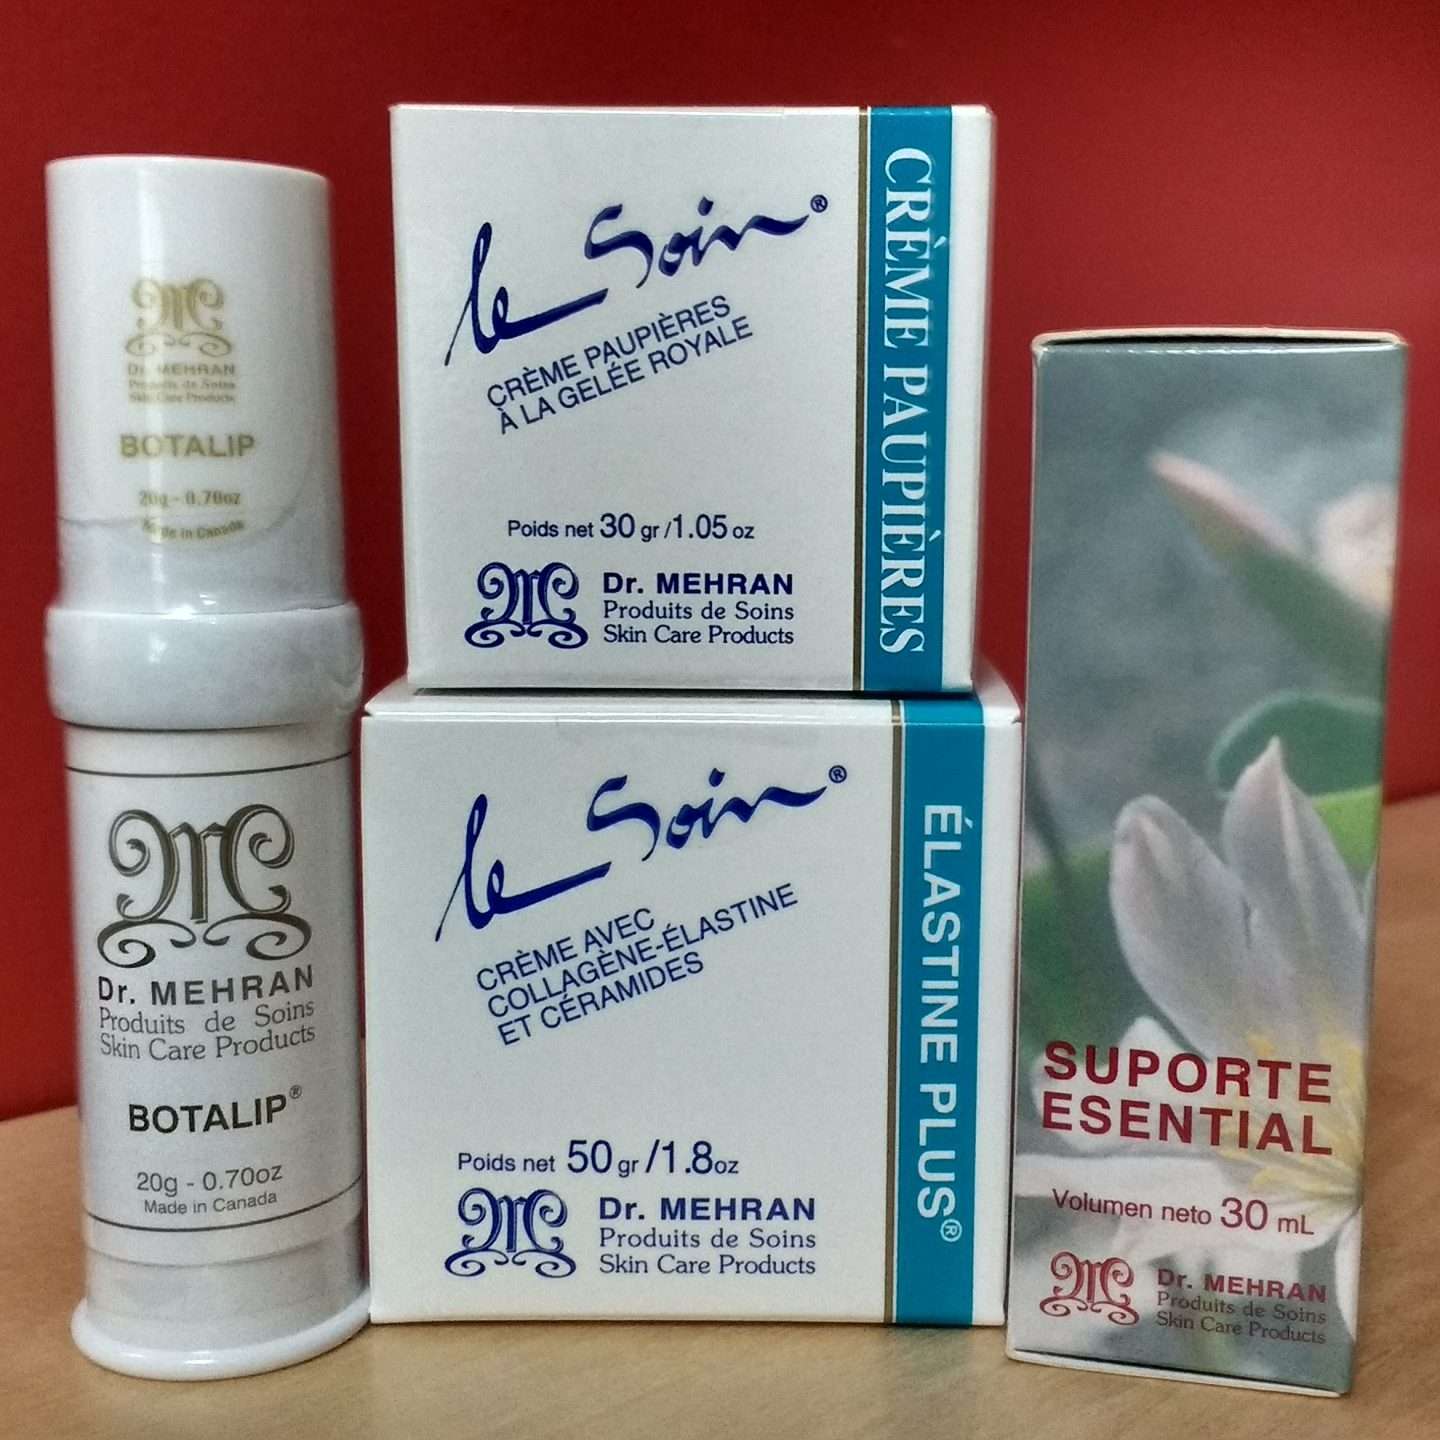 Dr. MEHRAN
Produits de Soins
Skin Care Products
BOTALIP
20g - 0.70oz
Made in Canada
Dr. MEHRAN
Produits de Soins
Skin Care Products
BOTALIP®
20g - 0.70oz
Made in Canada
le Soin®
CRÈME PAUPIÈRES
À LA GELÉE ROYALE
Poids net 30 gr /1.05 oz
Dr. MEHRAN
Produits de Soins
Skin Care Products
CRÈME PAUPIÈRES
le Soin®
CRÈME AVEC
COLLAGÈNE-ÉLASTINE
ET CÉRAMIDES
Poids net 50 gr /1.8oz
Dr. MEHRAN
Produits de Soins
Skin Care Products
ÉLASTINE PLUS®
SUPORTE
ESENTIAL
Volumen neto 30 mL
Dr. MEHRAN
Produits de Soins
Skin Care Products